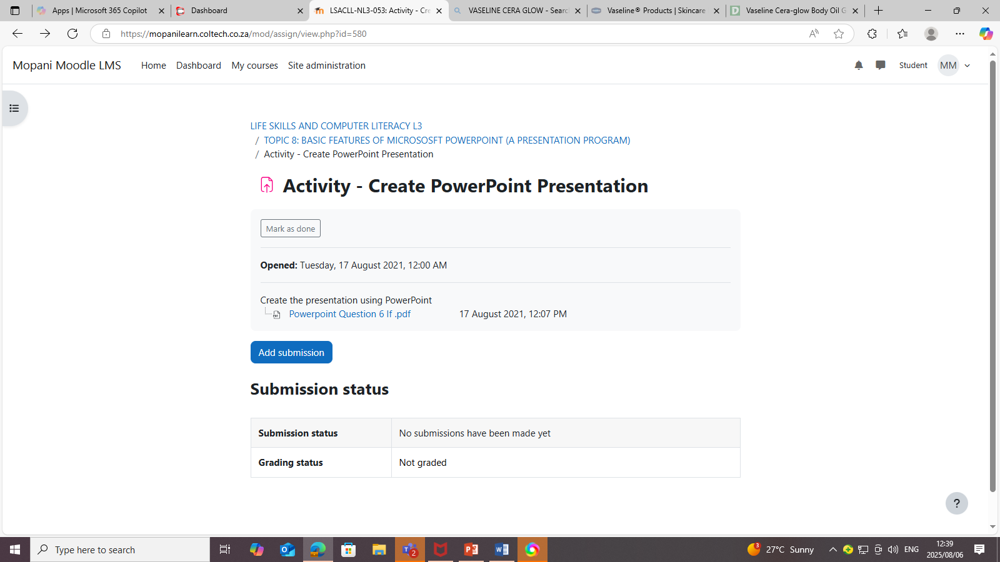 Apps | Microsoft 365 Copilot
Dashboard
LSACLL-NL3-053: Activity - Cre
VASELINE CERA GLOW - Searc
Vaseline® Products | Skincare
Vaseline Cera-glow Body Oil G
https://mopanilearn.coltech.co.za/mod/assign/view.php?id=580
Mopani Moodle LMS
Home
Dashboard
My courses
Site administration
Student
MM
LIFE SKILLS AND COMPUTER LITERACY L3
/ TOPIC 8: BASIC FEATURES OF MICROSOSFT POWERPOINT (A PRESENTATION PROGRAM)
/ Activity - Create PowerPoint Presentation
Activity - Create PowerPoint Presentation
Mark as done
Opened: Tuesday, 17 August 2021, 12:00 AM
Create the presentation using PowerPoint
Powerpoint Question 6 lf .pdf
17 August 2021, 12:07 PM
Add submission
Submission status
Submission status
No submissions have been made yet
Grading status
Not graded
?
Type here to search
2
3
27°C Sunny
ENG
12:39
2025/08/06